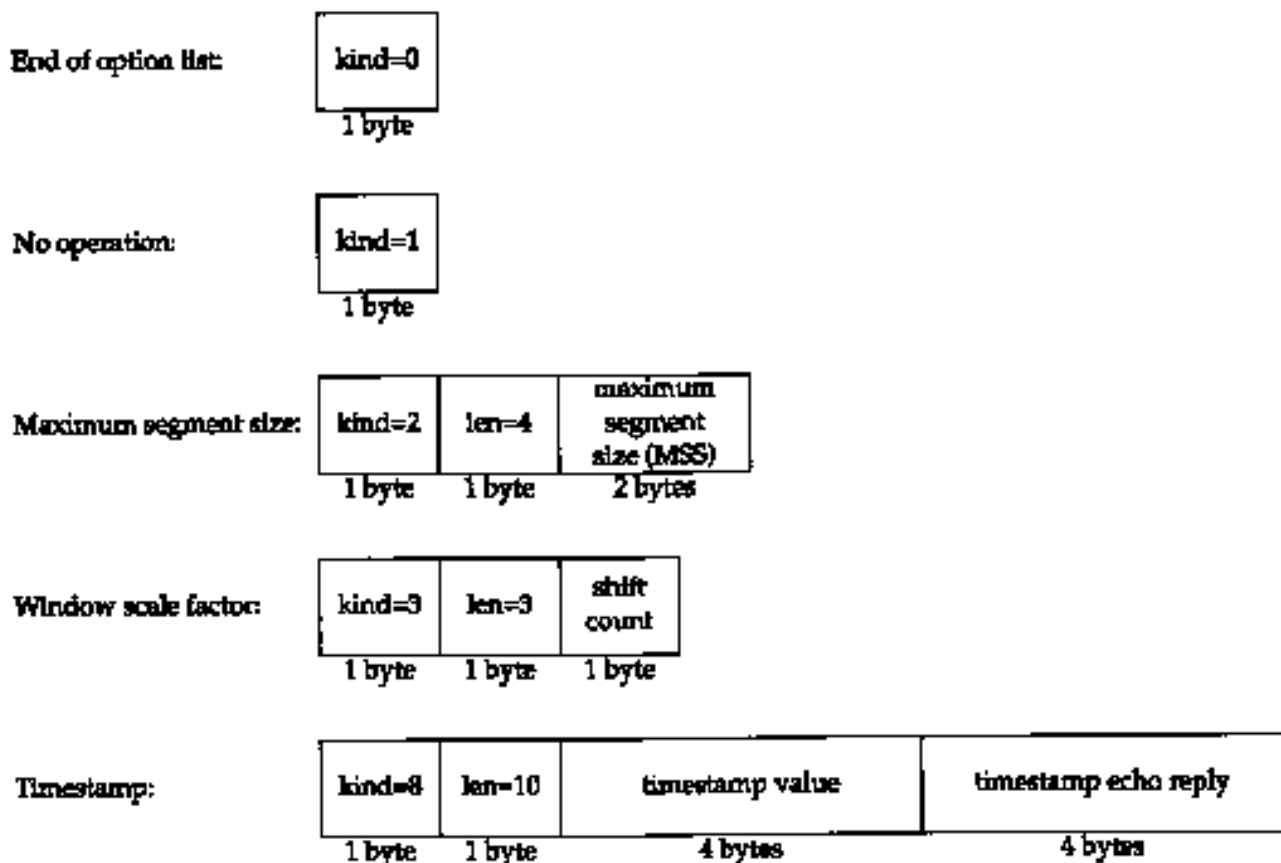 End of option list:
kind=0
1 byte
No operation:
kind=1
1 byte
Maximum segment size:
kind=2
len=4
maximum
segment
size (MSS)
1 byte
1 byte
2 bytes
Window scale factor:
kind=3
len=3
shift
count
1 byte
1 byte
1 byte
Timestamp:
kind=8
len=10
timestamp value
timestamp echo reply
1 byte
1 byte
4 bytes
4 bytes